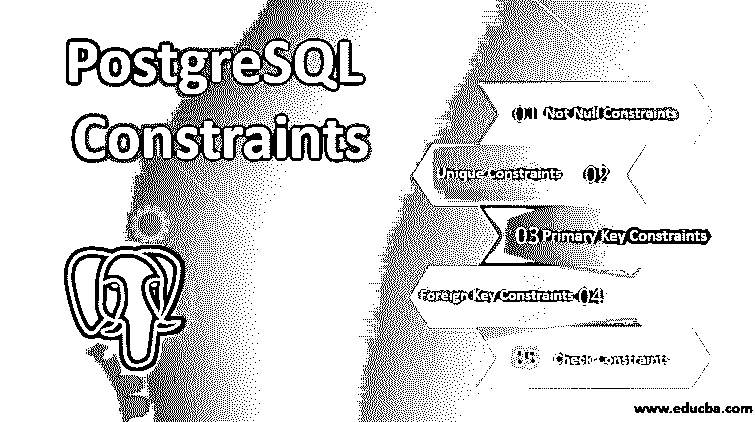 PostgreSQL
Constraints
01 Not Null Constraints
Unique Constraints 02
03 Primary Key Constraints
Foreign Key Constraints 04
05 Check Constraints
www.educba.com